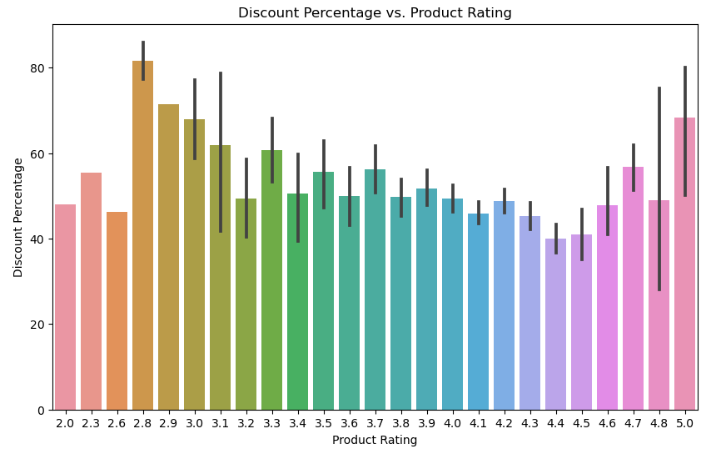 Discount Percentage vs. Product Rating
Discount Percentage
80
60
40
20
0
2.0 2.3 2.6 2.8 2.9 3.0 3.1 3.2 3.3 3.4 3.5 3.6 3.7 3.8 3.9 4.0 4.1 4.2 4.3 4.4 4.5 4.6 4.7 4.8 5.0
Product Rating